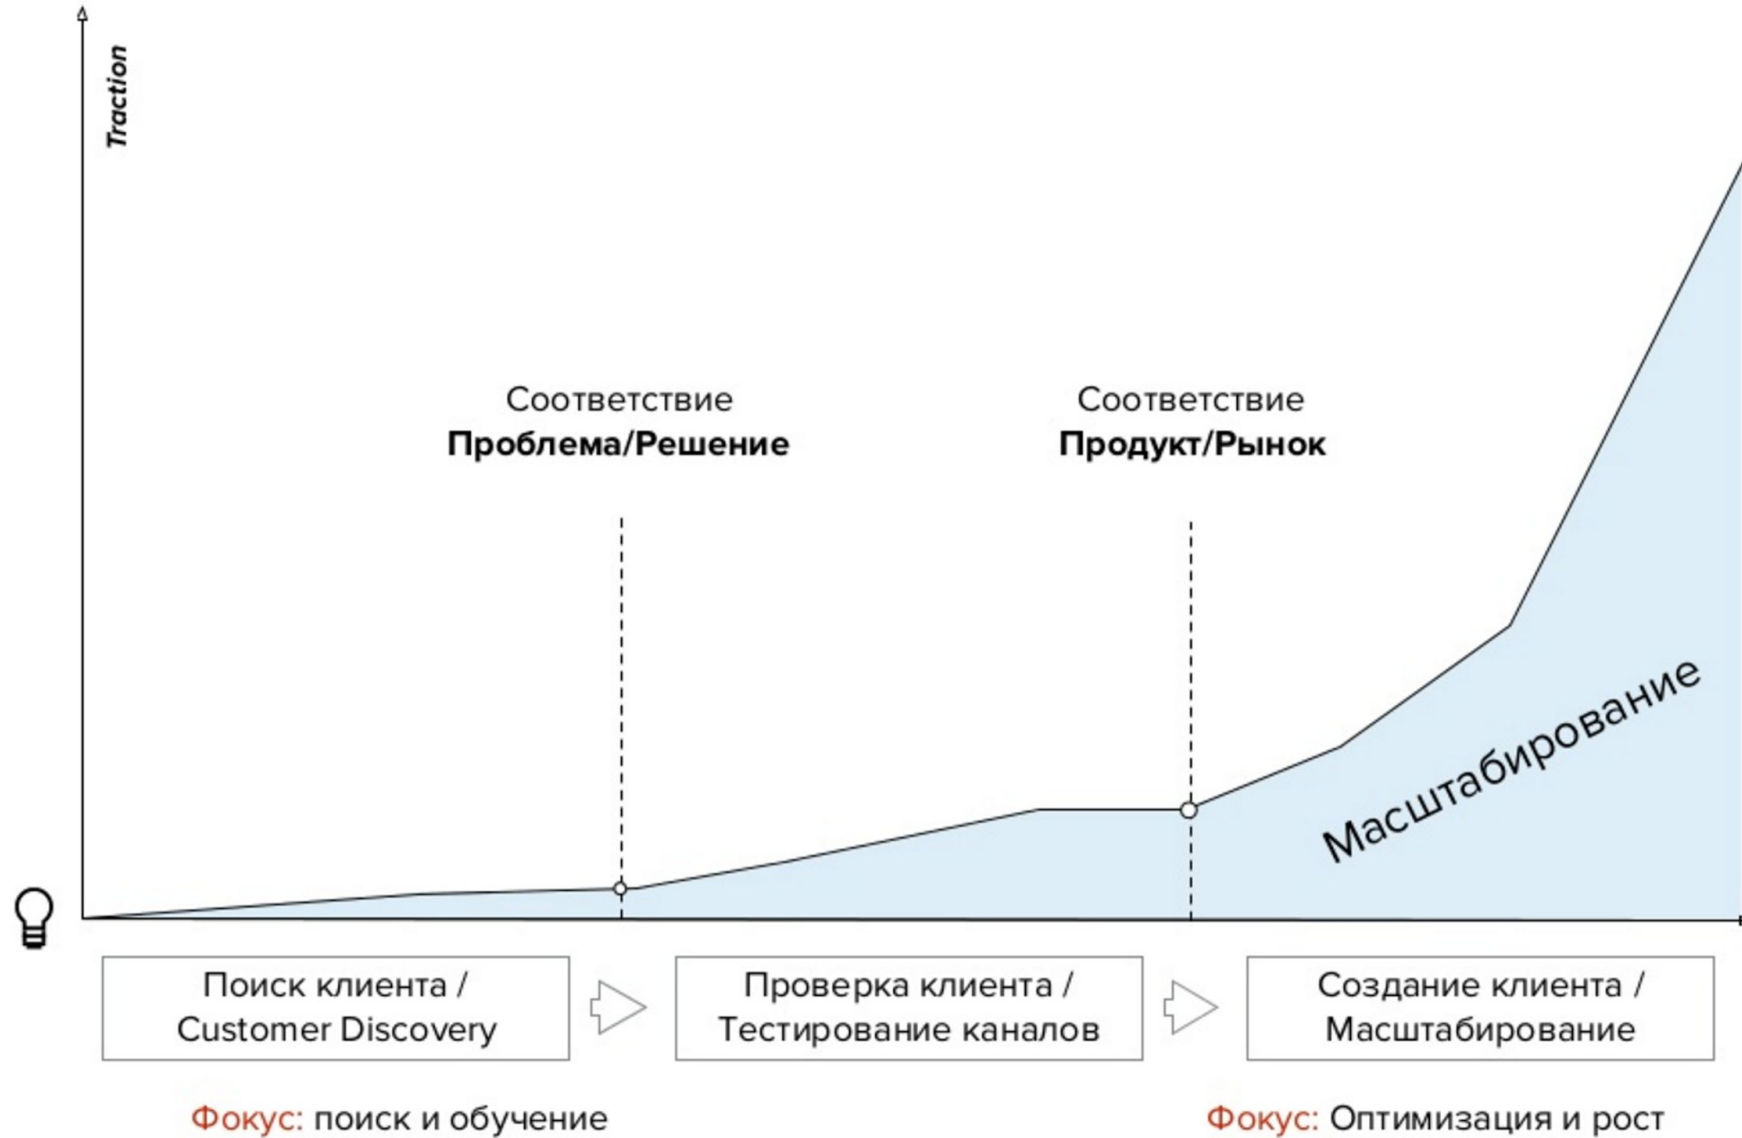 Traction
Соответствие
Проблема/Решение
Соответствие
Продукт/Рынок
Масштабирование
Поиск клиента /
Customer Discovery
Проверка клиента /
Тестирование каналов
Создание клиента /
Масштабирование
Фокус: поиск и обучение
Фокус: Оптимизация и рост